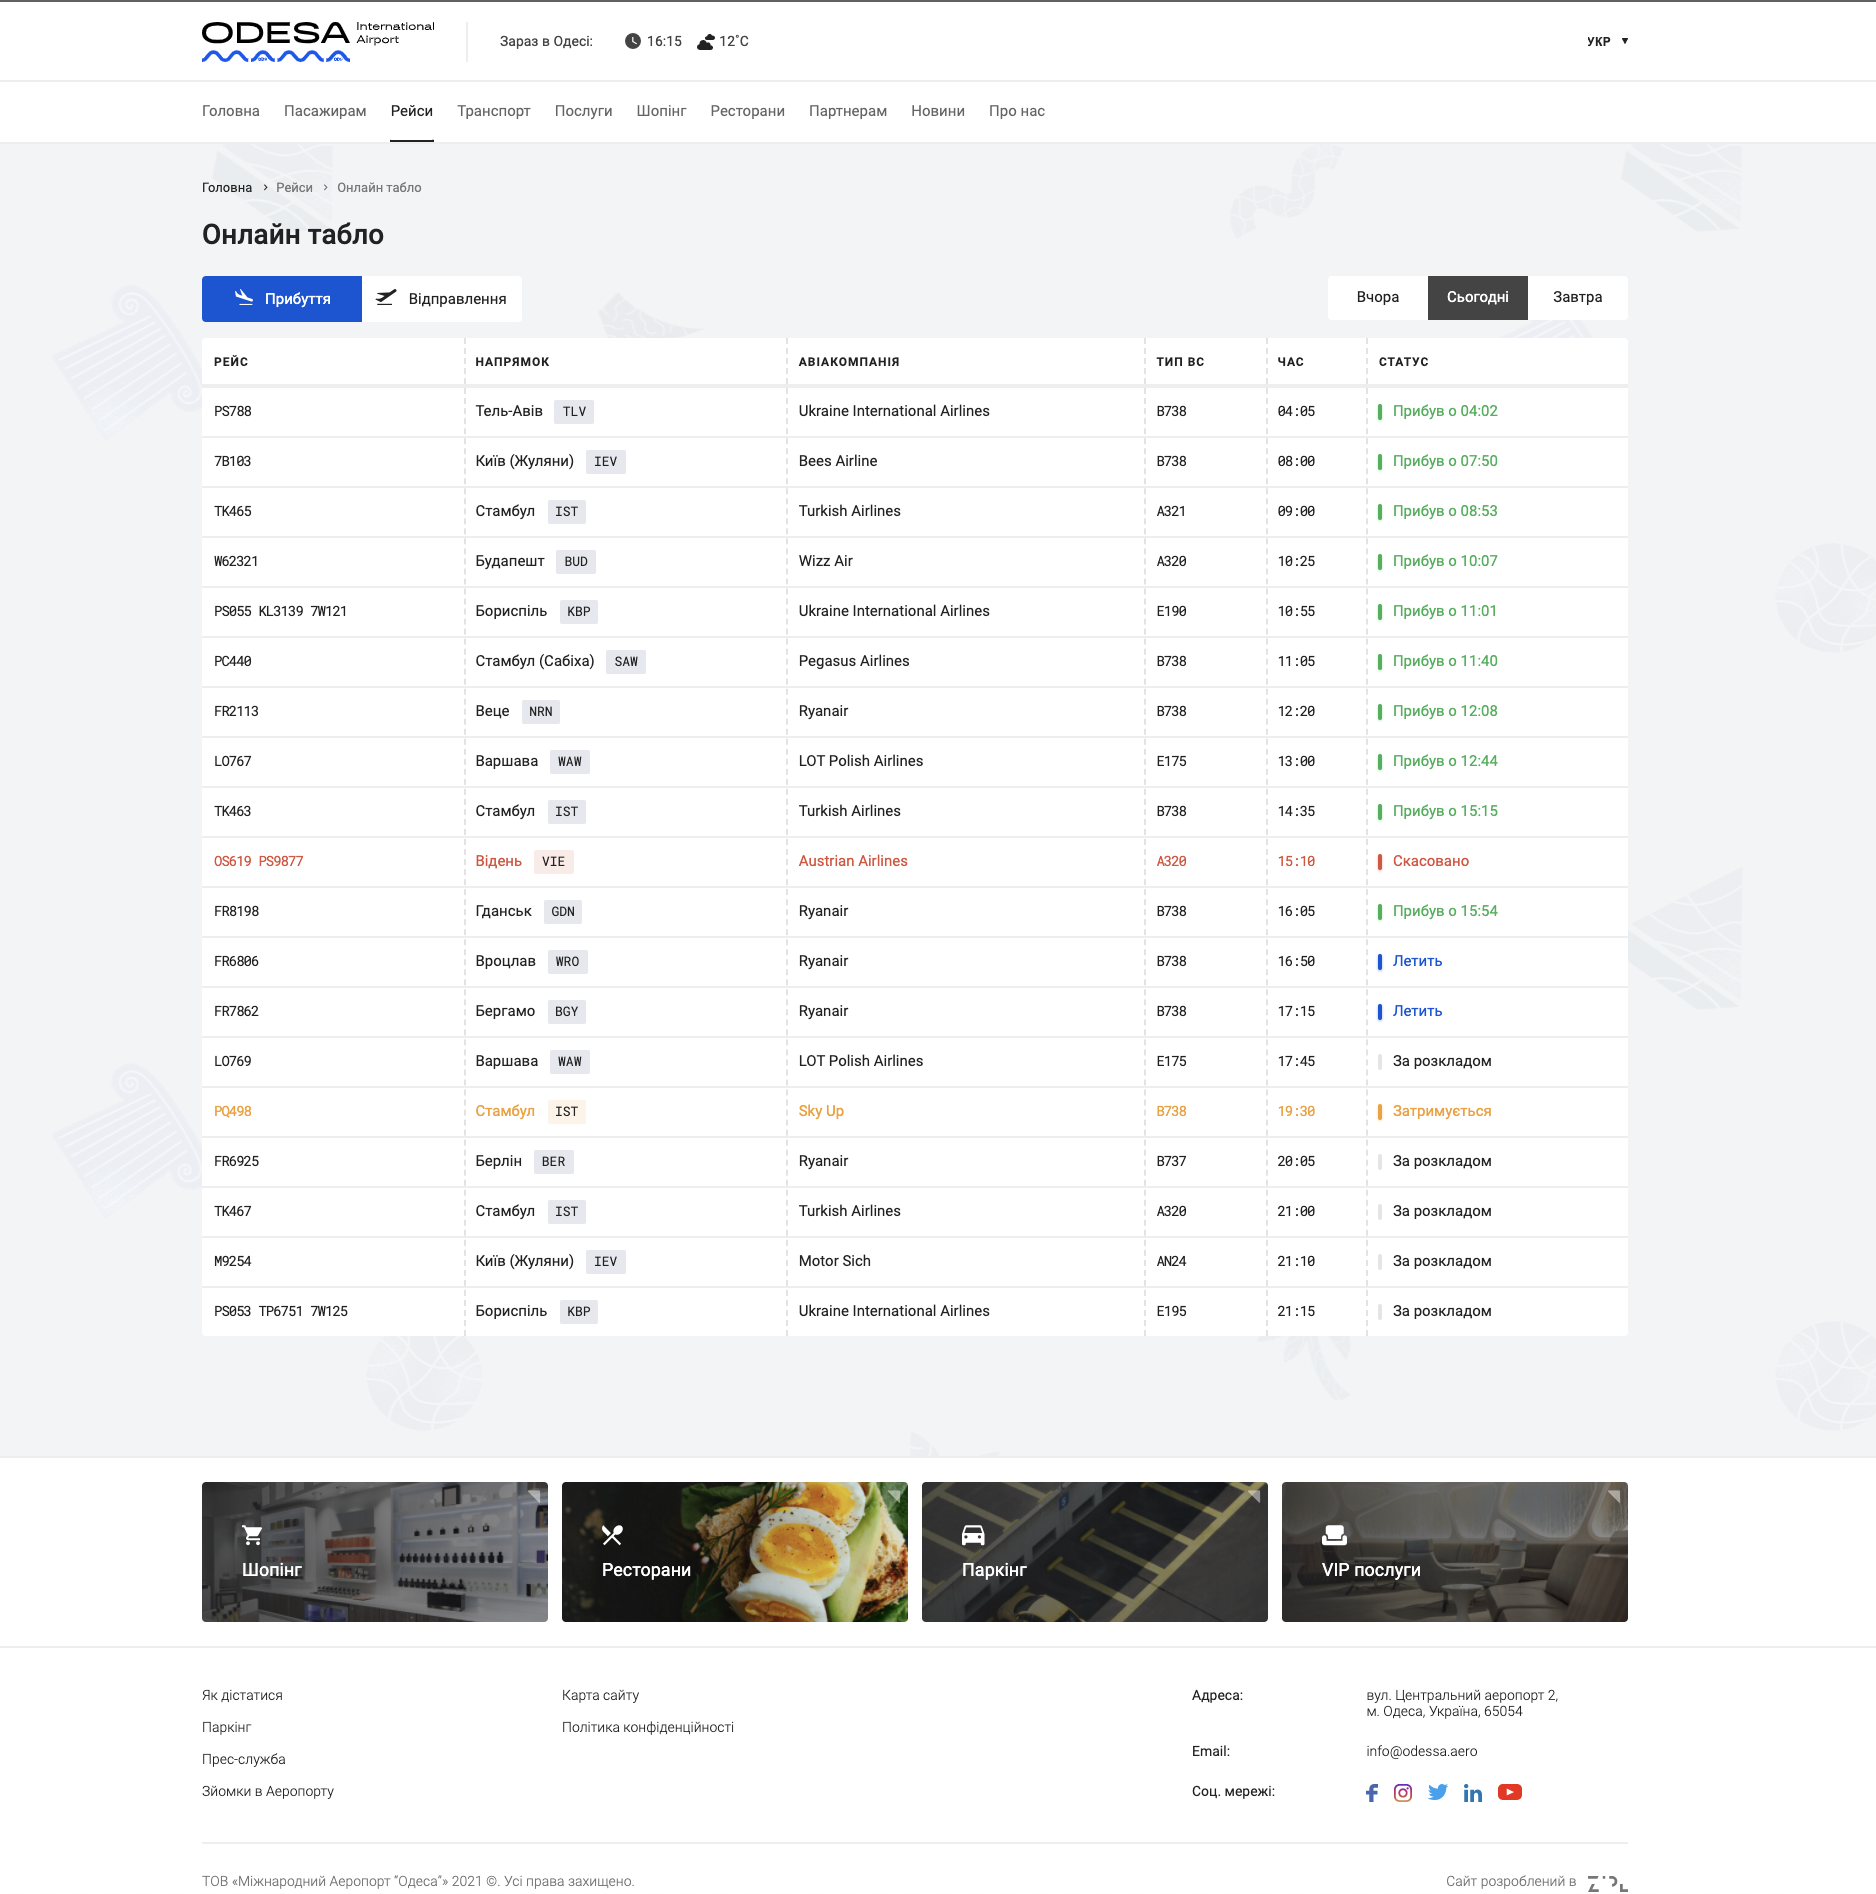 ODESA International
Airport
Зараз в Одесі: 16:15 12°C
УКР
Головна Пасажирам Рейси Транспорт Послуги Шопінг Ресторани Партнерам Новини Про нас
Головна Рейси Онлайн табло
Онлайн табло
Прибуття Відправлення Вчора Сьогодні Завтра
РЕЙС НАПРЯМОК АВІАКОМПАНІЯ ТИП ВС ЧАС СТАТУС
PS788 Тель-Авів TLV Ukraine International Airlines B738 04:05 Прибув о 04:02
7B103 Київ (Жуляни) IEV Bees Airline B738 08:00 Прибув о 07:50
TK465 Стамбул IST Turkish Airlines A321 09:00 Прибув о 08:53
W62321 Будапешт BUD Wizz Air A320 10:25 Прибув о 10:07
PS055 KL3139 7W121 Бориспіль KBP Ukraine International Airlines E190 10:55 Прибув о 11:01
PC440 Стамбул (Сабіха) SAW Pegasus Airlines B738 11:05 Прибув о 11:40
FR2113 Веце NRN Ryanair B738 12:20 Прибув о 12:08
LO767 Варшава WAW LOT Polish Airlines E175 13:00 Прибув о 12:44
TK463 Стамбул IST Turkish Airlines B738 14:35 Прибув о 15:15
OS619 PS9877 Відень VIE Austrian Airlines A320 15:10 Скасовано
FR8198 Гданськ GDN Ryanair B738 16:05 Прибув о 15:54
FR6806 Вроцлав WRO Ryanair B738 16:50 Летить
FR7862 Бергамо BGY Ryanair B738 17:15 Летить
LO769 Варшава WAW LOT Polish Airlines E175 17:45 За розкладом
PQ498 Стамбул IST Sky Up B738 19:30 Затримується
FR6925 Берлін BER Ryanair B737 20:05 За розкладом
TK467 Стамбул IST Turkish Airlines A320 21:00 За розкладом
M9254 Київ (Жуляни) IEV Motor Sich AN24 21:10 За розкладом
PS053 TP6751 7W125 Бориспіль KBP Ukraine International Airlines E195 21:15 За розкладом
Шопінг Ресторани Паркінг VIP послуги
Як дістатися Карта сайту Адреса: вул. Центральний аеропорт 2,
м. Одеса, Україна, 65054
Паркінг Політика конфіденційності
Прес-служба Email: info@odessa.aero
Зйомки в Аеропорту Соц. мережі:
ТОВ «Міжнародний Аеропорт "Одеса"» 2021 ©. Усі права захищено. Сайт розроблений в